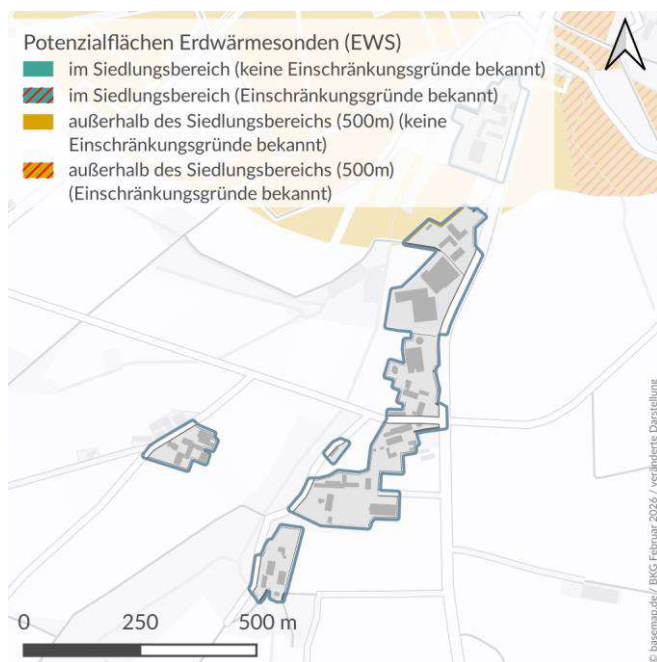 Potenzialflächen Erdwärmesonden (EWS)
im Siedlungsbereich (keine Einschränkungsgründe bekannt)
im Siedlungsbereich (Einschränkungsgründe bekannt)
außerhalb des Siedlungsbereichs (500m) (keine
Einschränkungsgründe bekannt)
außerhalb des Siedlungsbereichs (500m)
(Einschränkungsgründe bekannt)
0 250 500 m
© basemap.de / BKG Februar 2026 / veränderte Darstellung